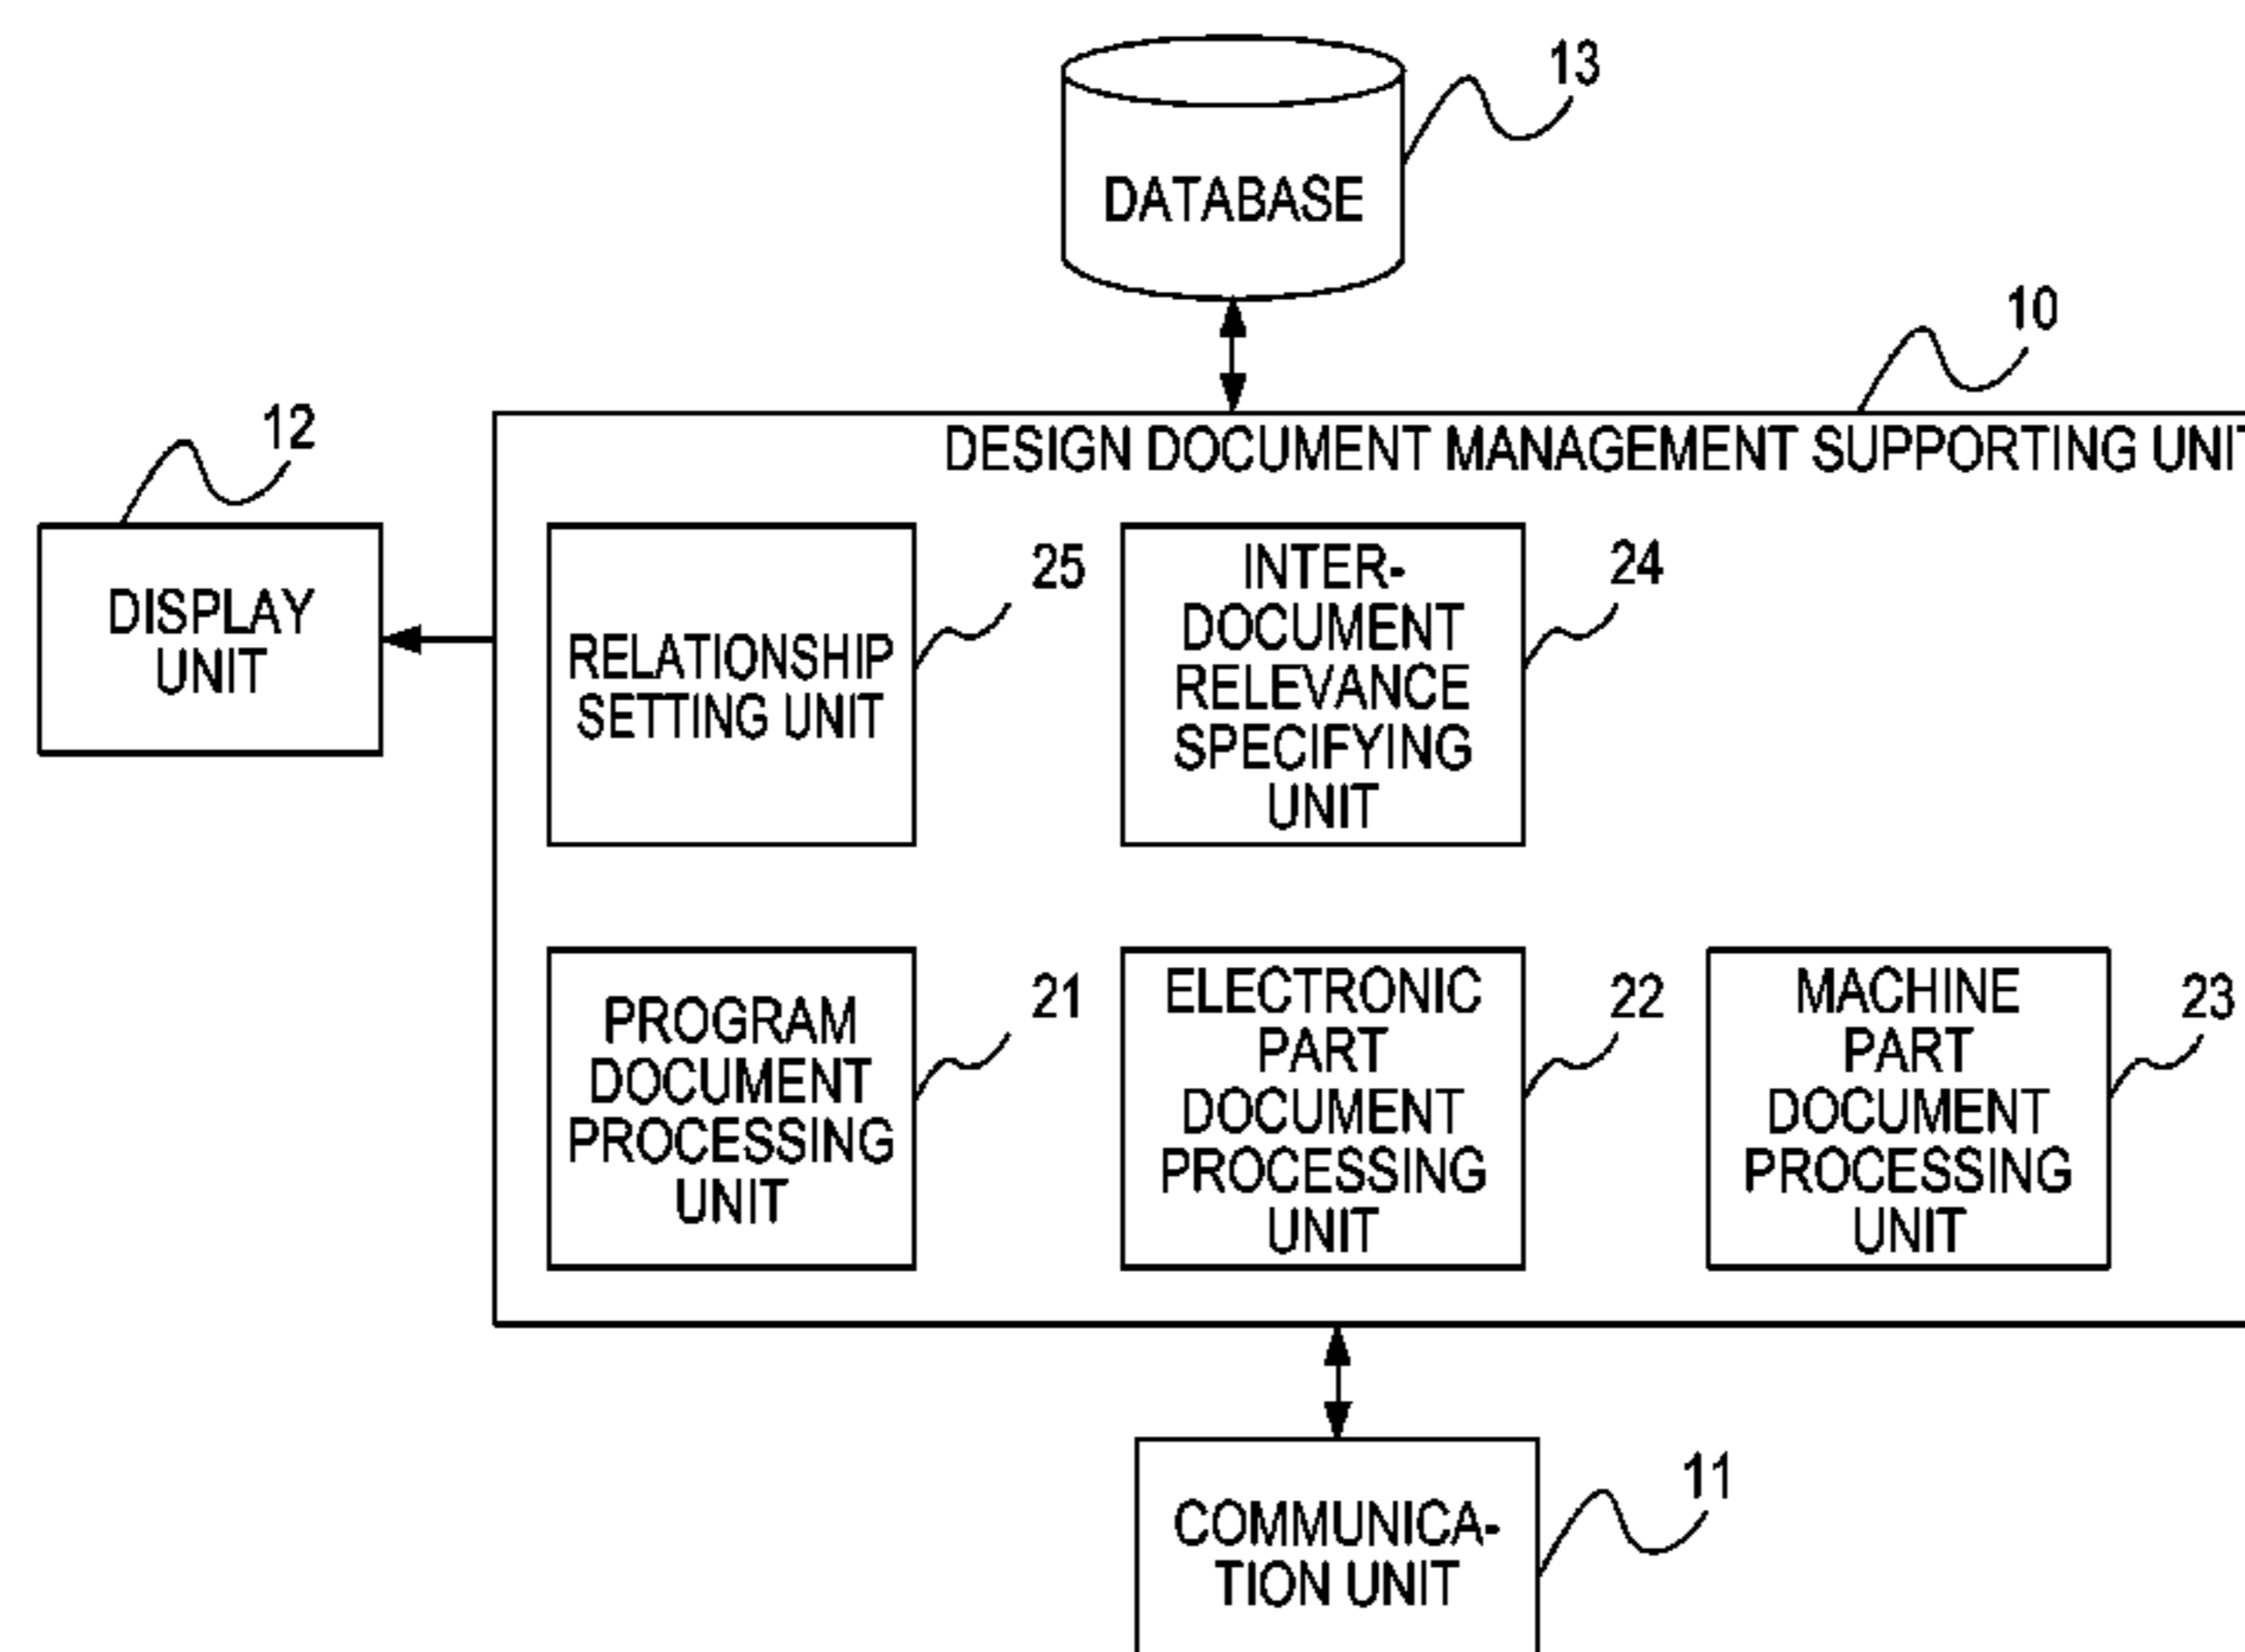 13
DATABASE
10
DESIGN DOCUMENT MANAGEMENT SUPPORTING UNIT
12
DISPLAY
UNIT
RELATIONSHIP
SETTING UNIT
25
INTER-
DOCUMENT
RELEVANCE
SPECIFYING
UNIT
24
PROGRAM
DOCUMENT
PROCESSING
UNIT
21
ELECTRONIC
PART
DOCUMENT
PROCESSING
UNIT
22
MACHINE
PART
DOCUMENT
PROCESSING
UNIT
23
COMMUNICA-
TION UNIT
11